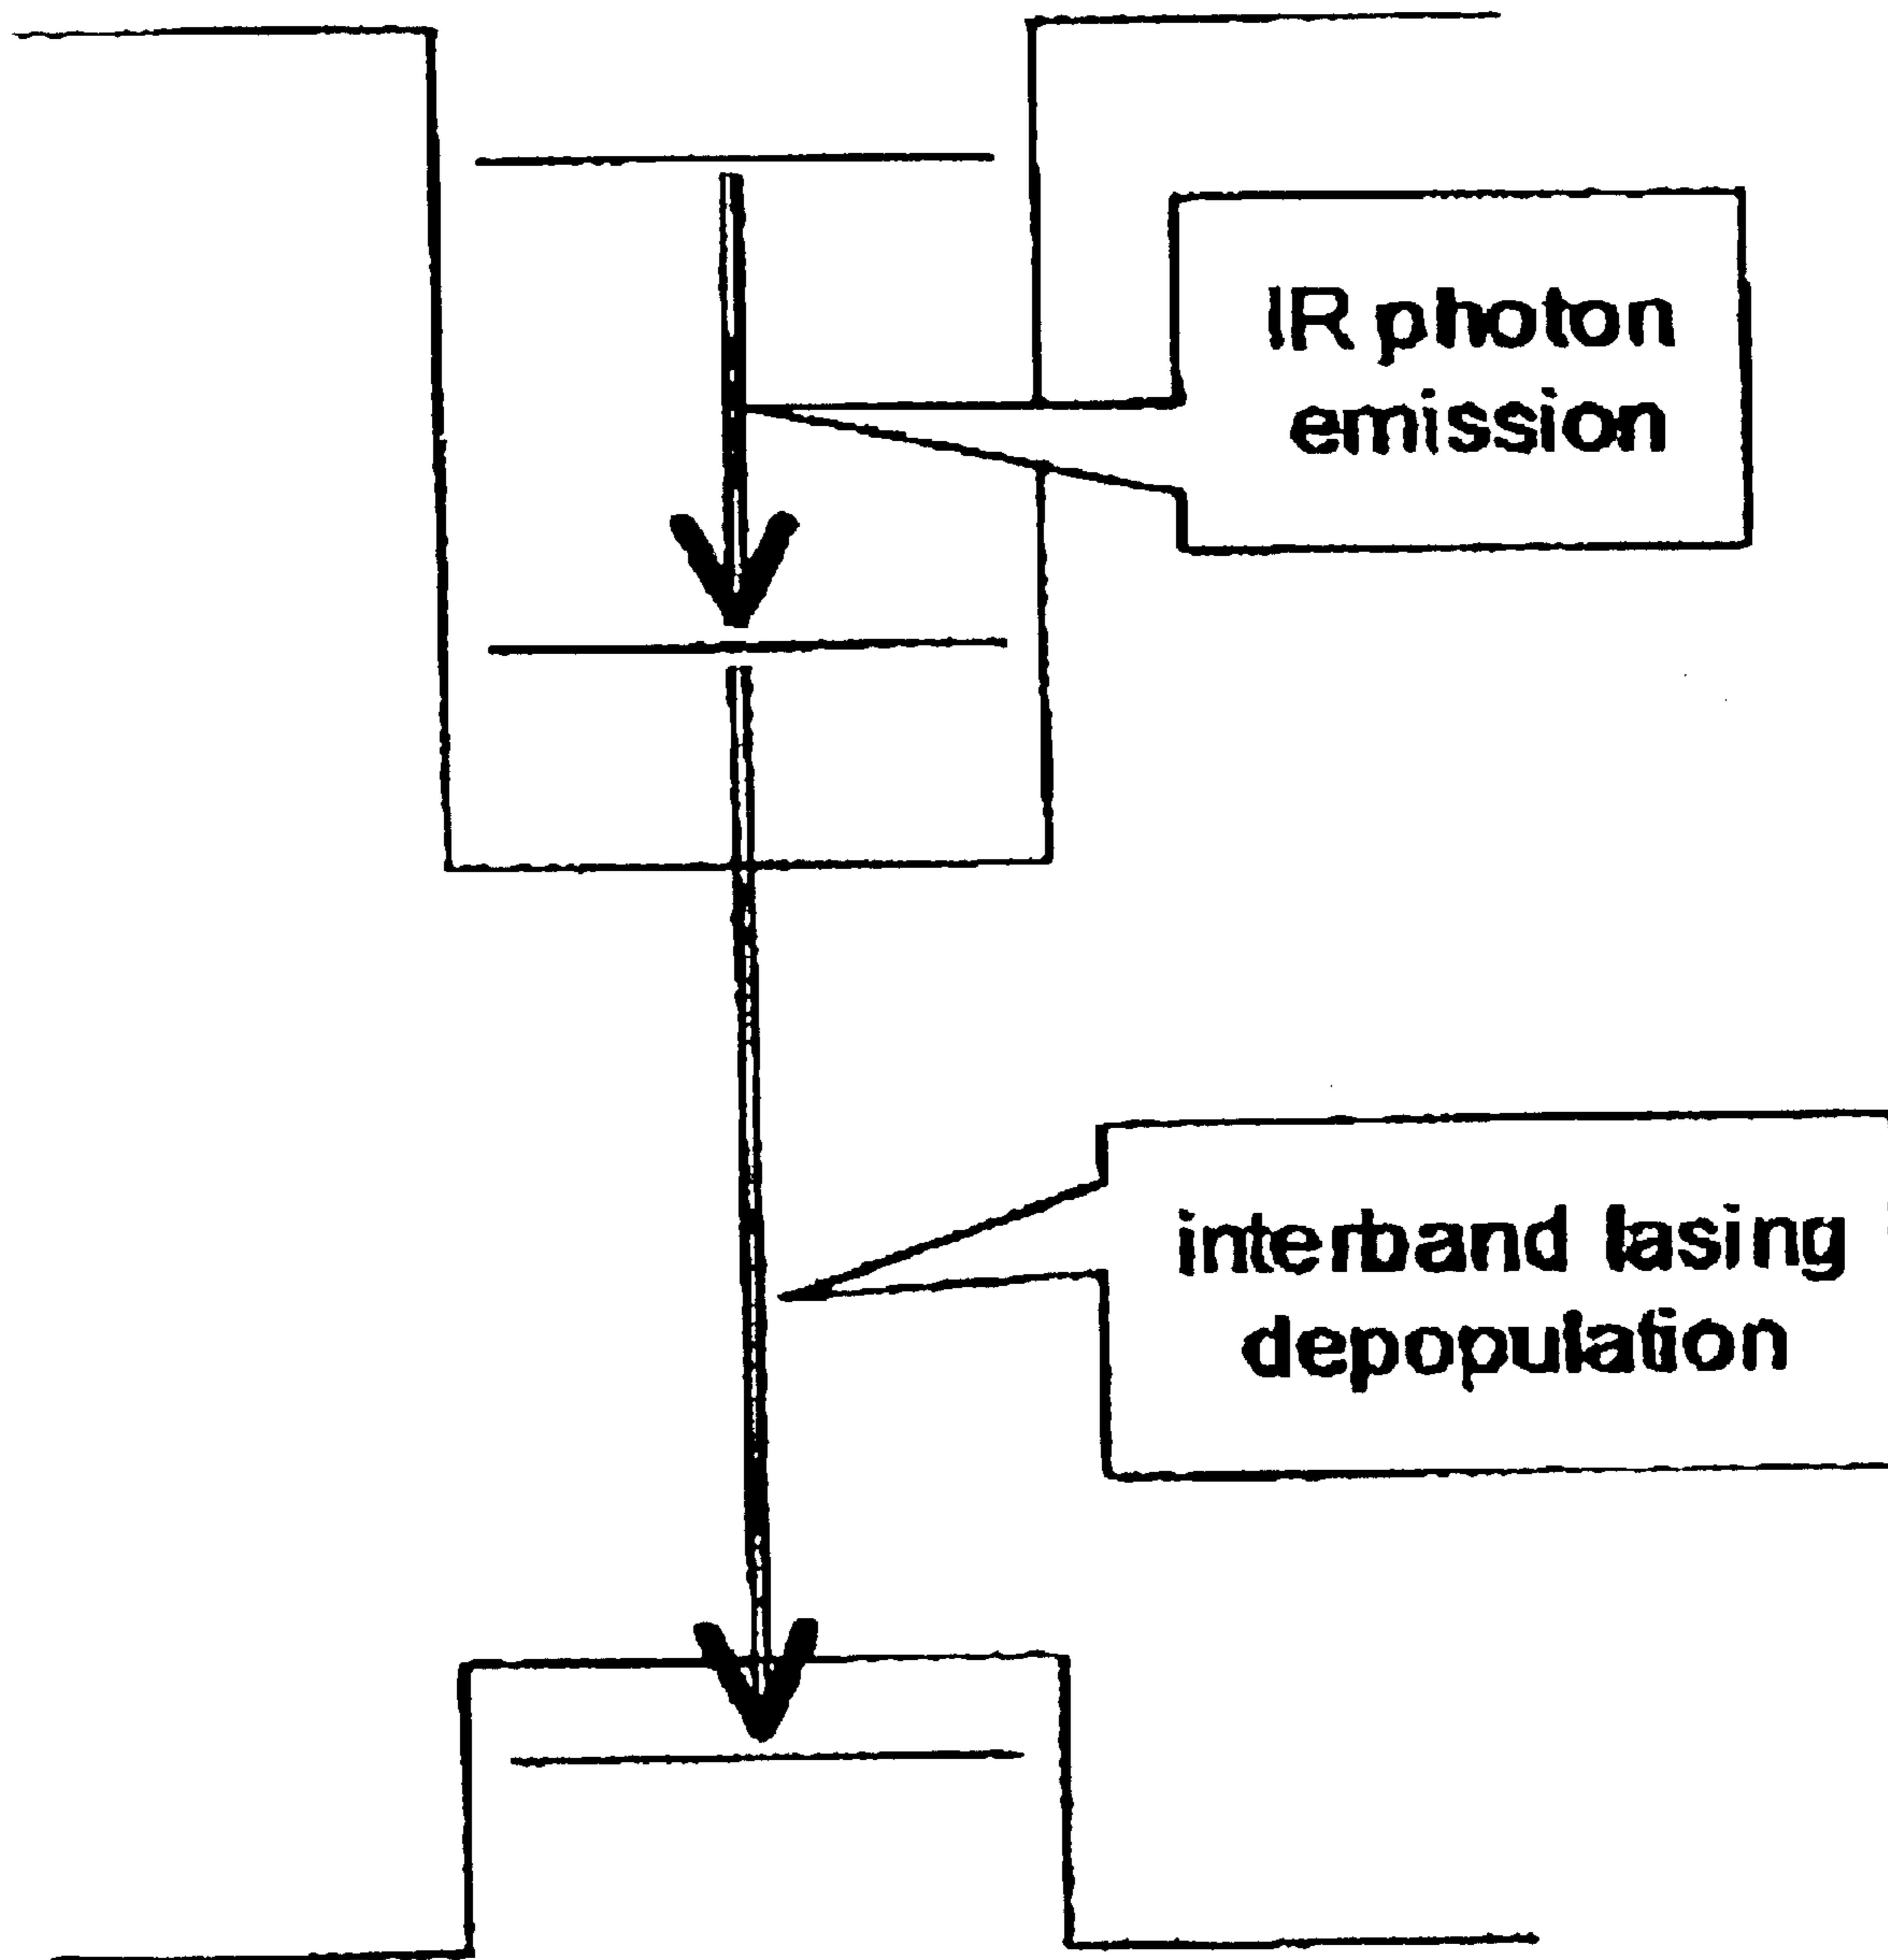 IR photon
emission
interband lasing
depopulation